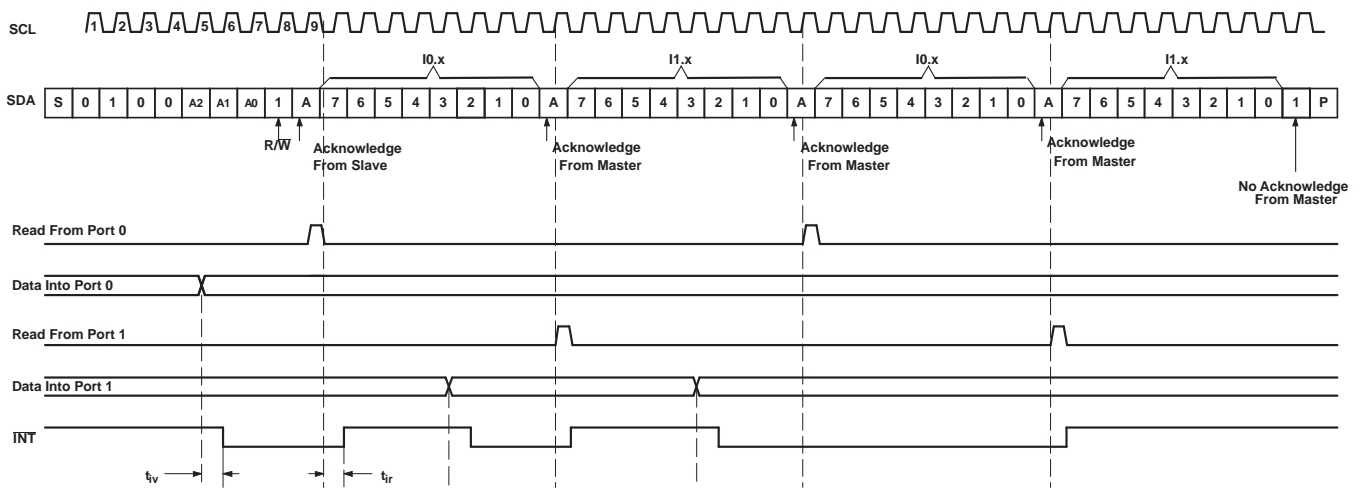 SCL 1 2 3 4 5 6 7 8 9
I0.x I1.x I0.x I1.x
SDA S 0 1 0 0 A2 A1 A0 1 A 7 6 5 4 3 2 1 0 A 7 6 5 4 3 2 1 0 A 7 6 5 4 3 2 1 0 A 7 6 5 4 3 2 1 0 1 P
R/W̅
Acknowledge
From Slave
Acknowledge
From Master
Acknowledge
From Master
Acknowledge
From Master
No Acknowledge
From Master
Read From Port 0
Data Into Port 0
Read From Port 1
Data Into Port 1
I̅N̅T̅
tiv
tir